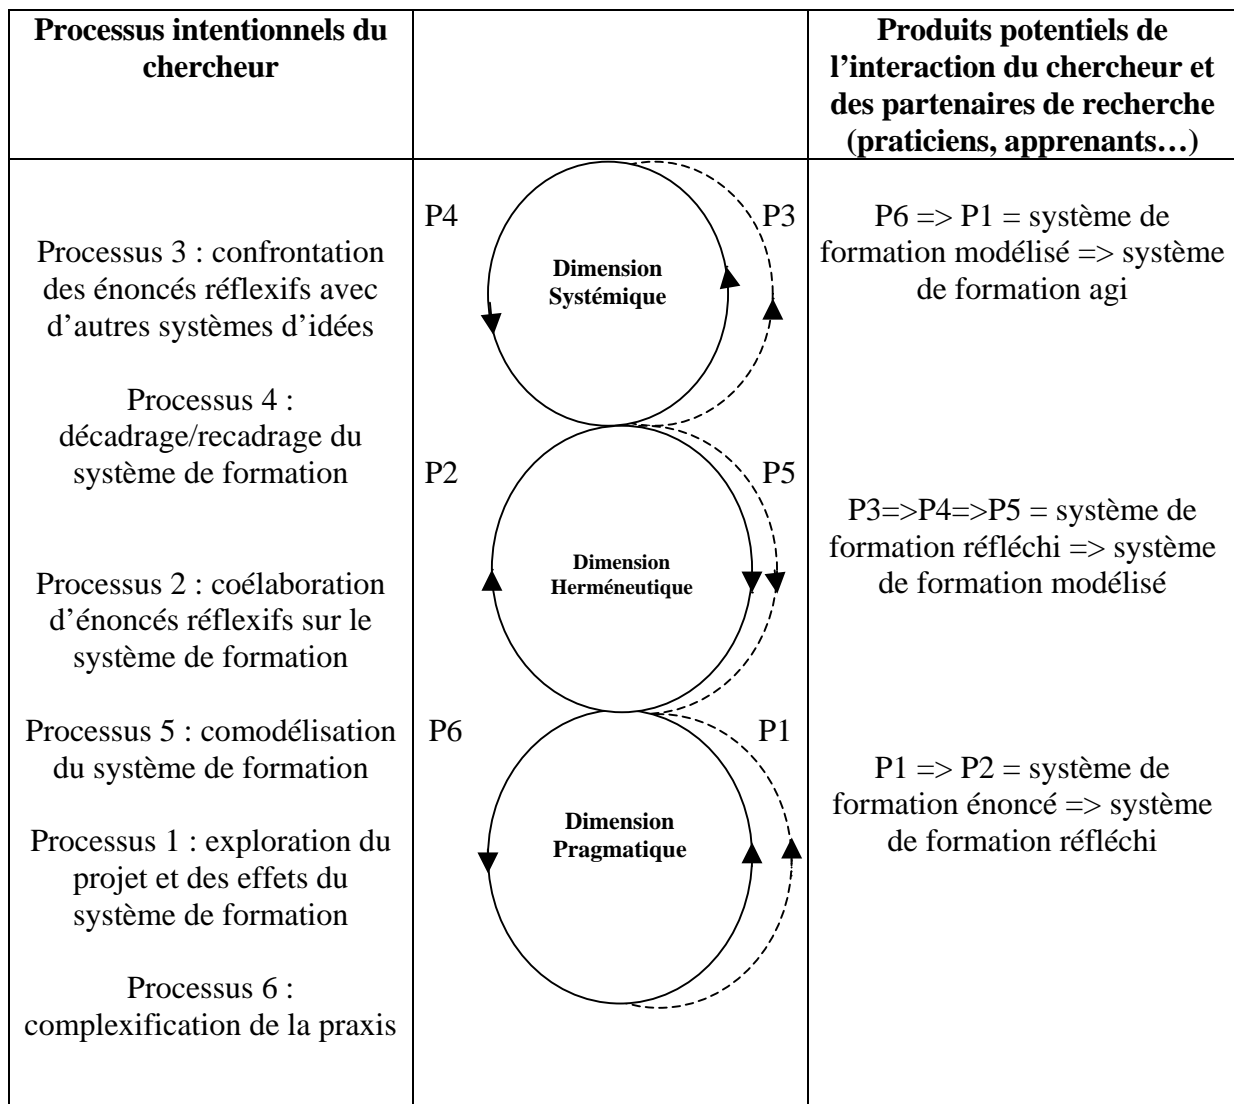 Processus intentionnels du
chercheur
Produits potentiels de
l’interaction du chercheur et
des partenaires de recherche
(praticiens, apprenants…)
Processus 3 : confrontation
des énoncés réflexifs avec
d’autres systèmes d’idées
Processus 4 :
décadrage/recadrage du
système de formation
Processus 2 : coélaboration
d’énoncés réflexifs sur le
système de formation
Processus 5 : comodélisation
du système de formation
Processus 1 : exploration du
projet et des effets du
système de formation
Processus 6 :
complexification de la praxis
P4
P3
Dimension
Systémique
P2
P5
Dimension
Herméneutique
P6
P1
Dimension
Pragmatique
P6 => P1 = système de
formation modélisé => système
de formation agi
P3=>P4=>P5 = système de
formation réfléchi => système
de formation modélisé
P1 => P2 = système de
formation énoncé => système
de formation réfléchi